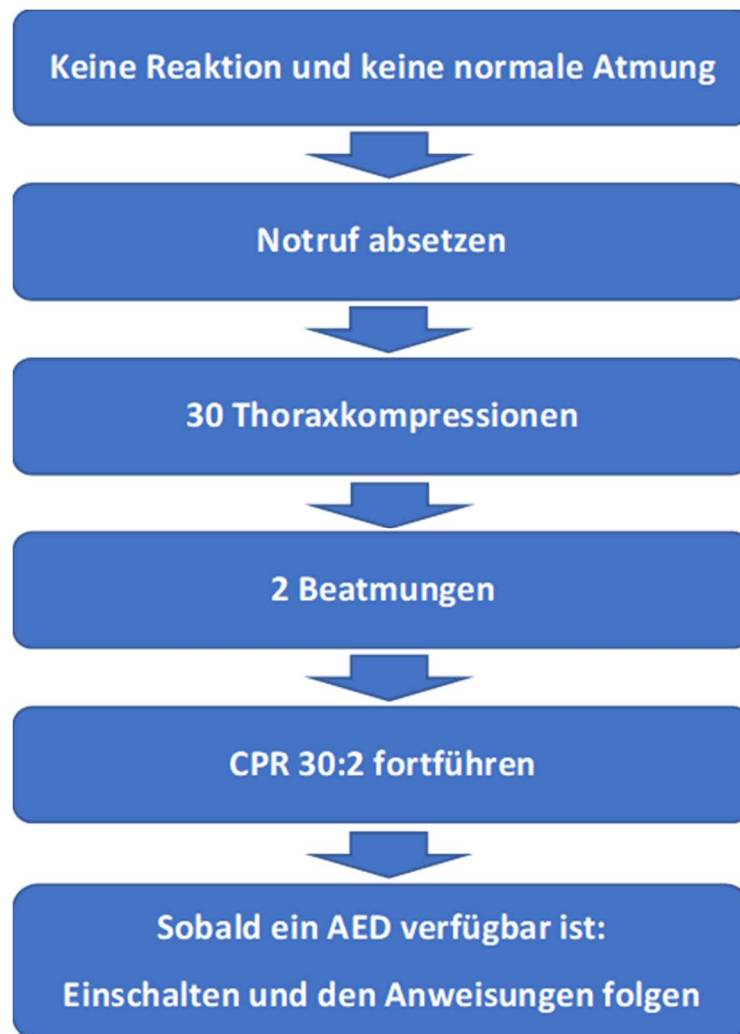 Keine Reaktion und keine normale Atmung
Notruf absetzen
30 Thoraxkompressionen
2 Beatmungen
CPR 30:2 fortführen
Sobald ein AED verfügbar ist:
Einschalten und den Anweisungen folgen